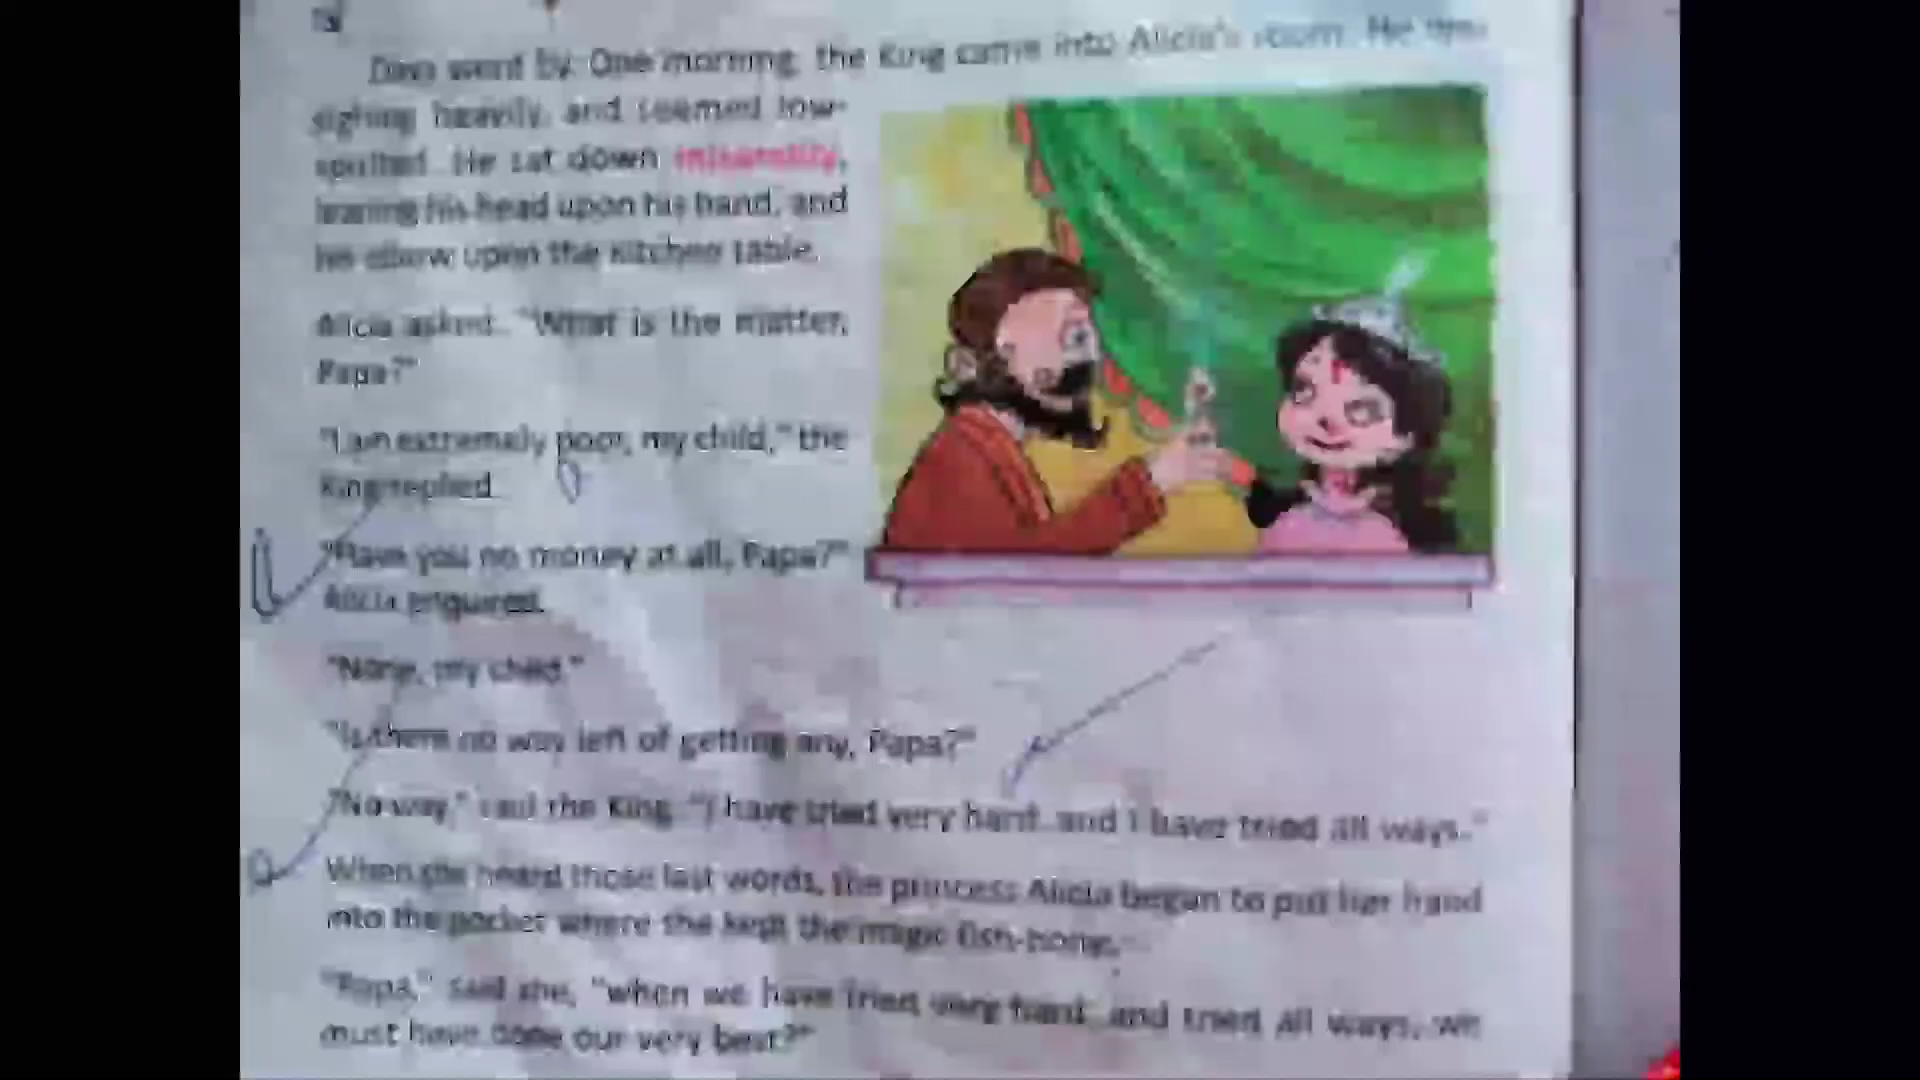 Days went by. One morning, the King came into Alicia's room. He was
sighing heavily, and seemed low-
spirited. He sat down miserably,
leaning his head upon his hand, and
his elbow upon the kitchen table.
Alicia asked. "What is the matter,
Papa?"
"I am extremely poor, my child," the
King replied.
"Have you no money at all, Papa?"
Alicia enquired.
"None, my child."
"Is there no way left of getting any, Papa?"
"No way," said the King. "I have tried very hard, and I have tried all ways."
When she heard those last words, the princess Alicia began to put her hand
into the pocket where she kept the magic fish-bone.
"Papa," said she, "when we have tried very hard, and tried all ways, we
must have done our very best?"